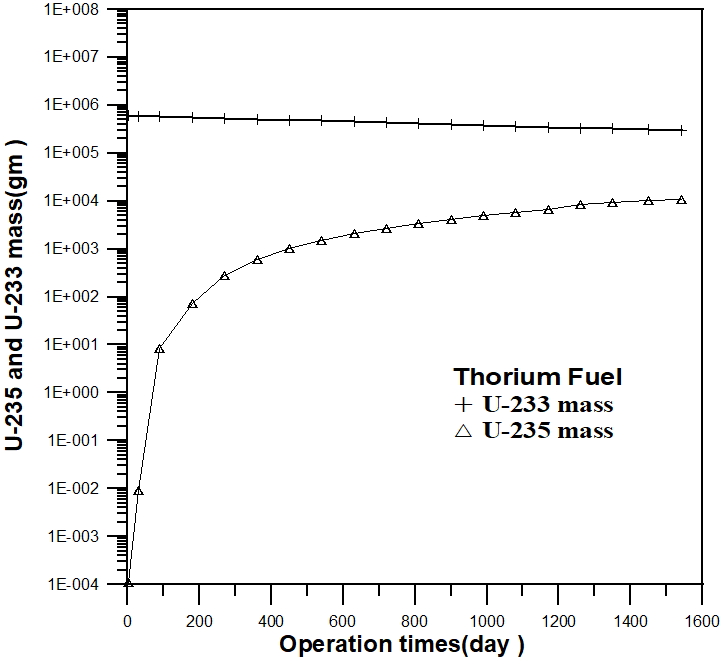 1E+008
1E+007
1E+006
1E+005
1E+004
1E+003
1E+002
1E+001
1E+000
1E-001
1E-002
1E-003
1E-004
U-235 and U-233 mass(gm )
Thorium Fuel
U-233 mass
U-235 mass
0 200 400 600 800 1000 1200 1400 1600
Operation times(day )